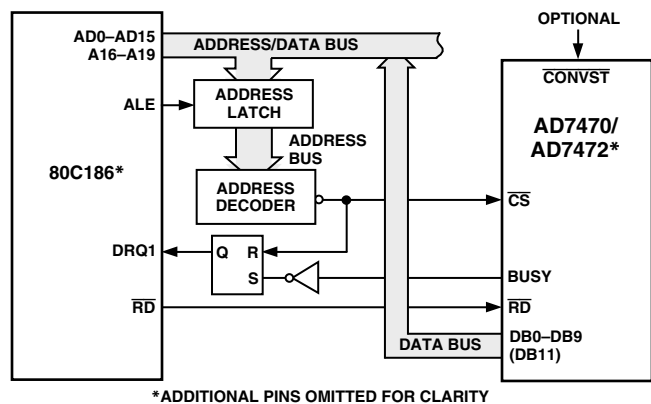 OPTIONAL
AD0–AD15
A16–A19
ADDRESS/DATA BUS
CONVST
ALE
ADDRESS
LATCH
AD7470/
AD7472*
ADDRESS
BUS
80C186*
ADDRESS
DECODER
CS
DRQ1
Q
R
S
BUSY
RD
RD
DATA BUS
DB0–DB9
(DB11)
*ADDITIONAL PINS OMITTED FOR CLARITY